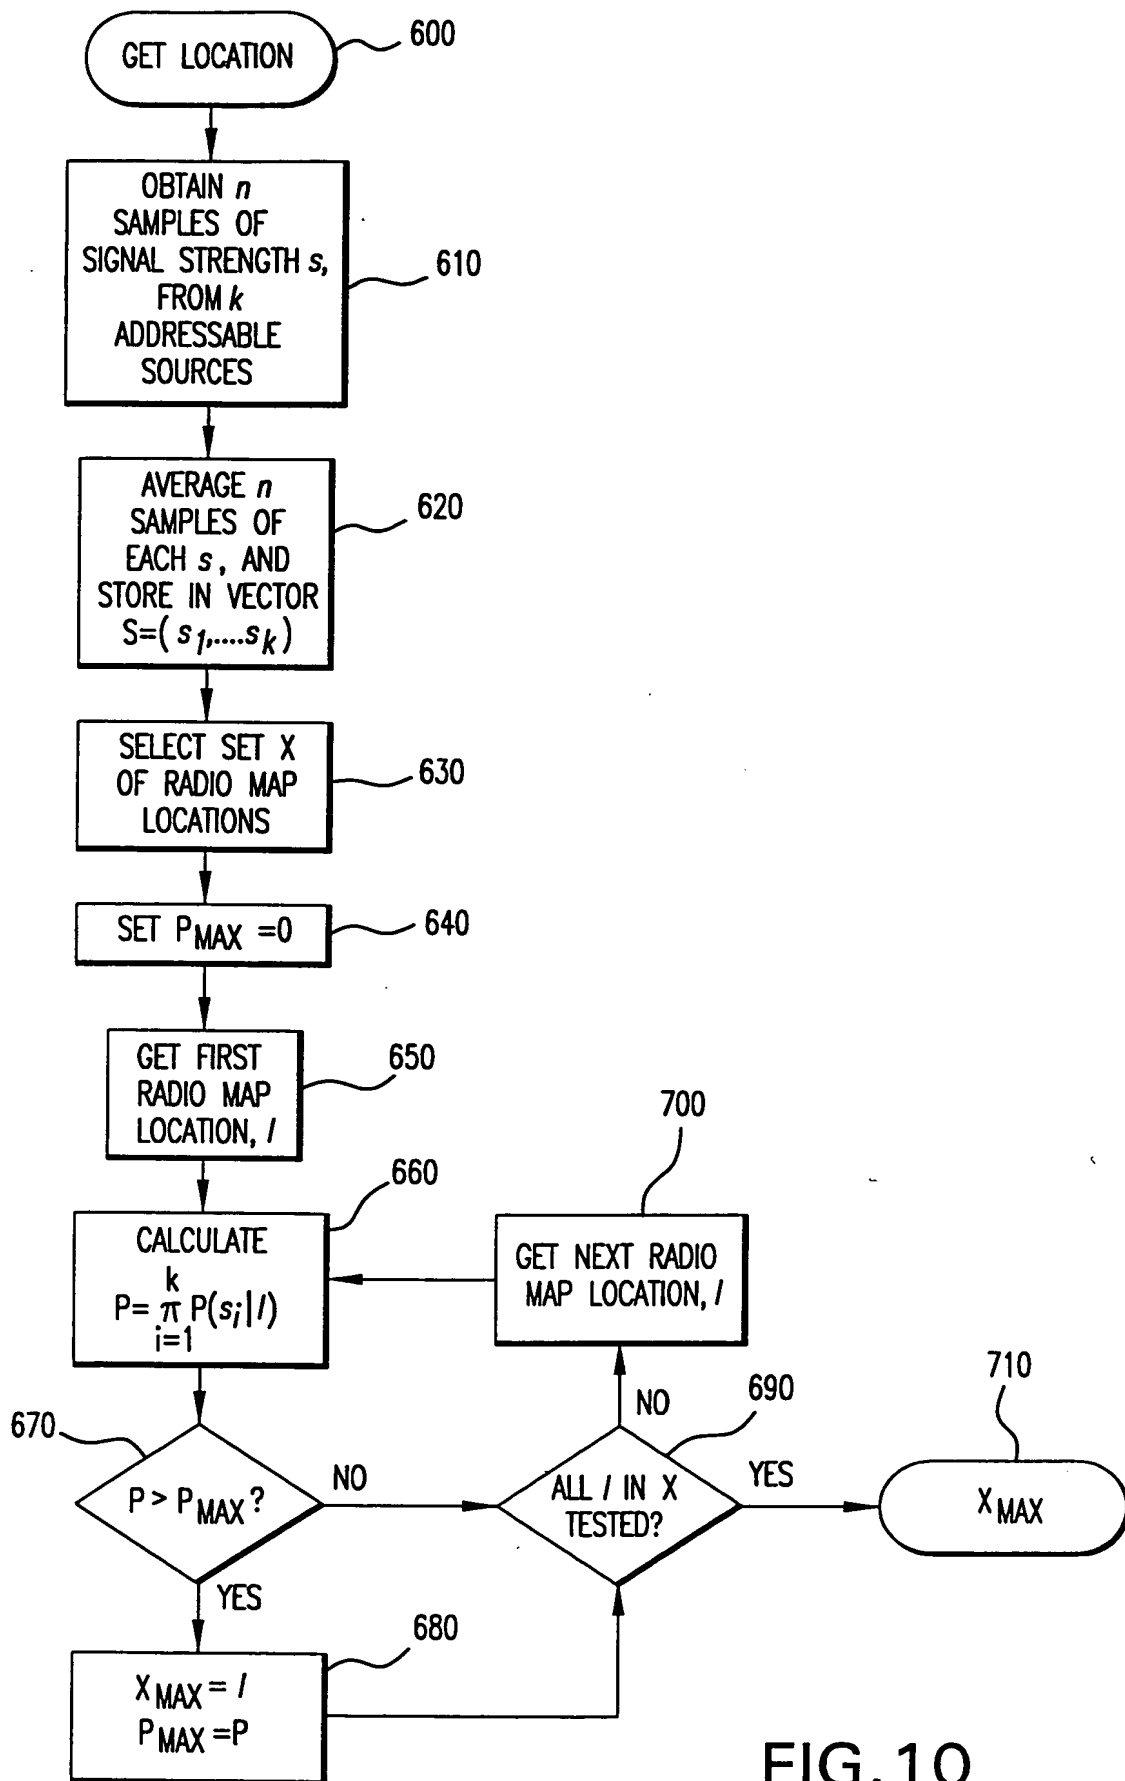 GET LOCATION
600
OBTAIN n
SAMPLES OF
SIGNAL STRENGTH s,
FROM k
ADDRESSABLE
SOURCES
610
AVERAGE n
SAMPLES OF
EACH s, AND
STORE IN VECTOR
S=(s1,....sk)
620
SELECT SET X
OF RADIO MAP
LOCATIONS
630
SET PMAX =0
640
GET FIRST
RADIO MAP
LOCATION, l
650
CALCULATE
k
P= π P(si|l)
i=1
660
GET NEXT RADIO
MAP LOCATION, l
700
P > PMAX?
670
NO
YES
XMAX = l
PMAX =P
680
ALL l IN X
TESTED?
690
NO
YES
XMAX
710
FIG. 10